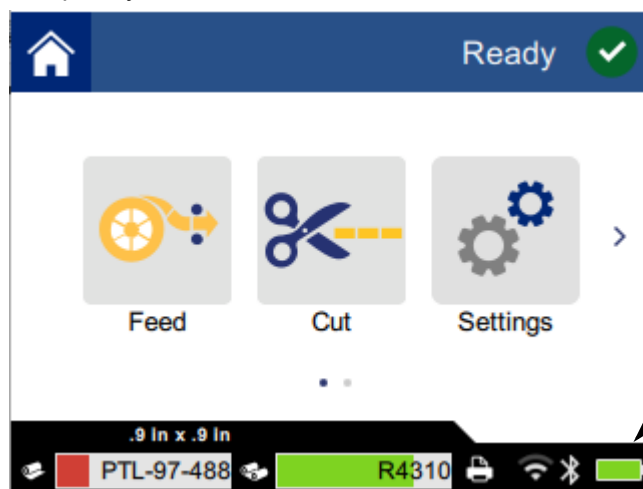 Ready
Feed Cut Settings
.9 in x .9 in
PTL-97-488 R4310